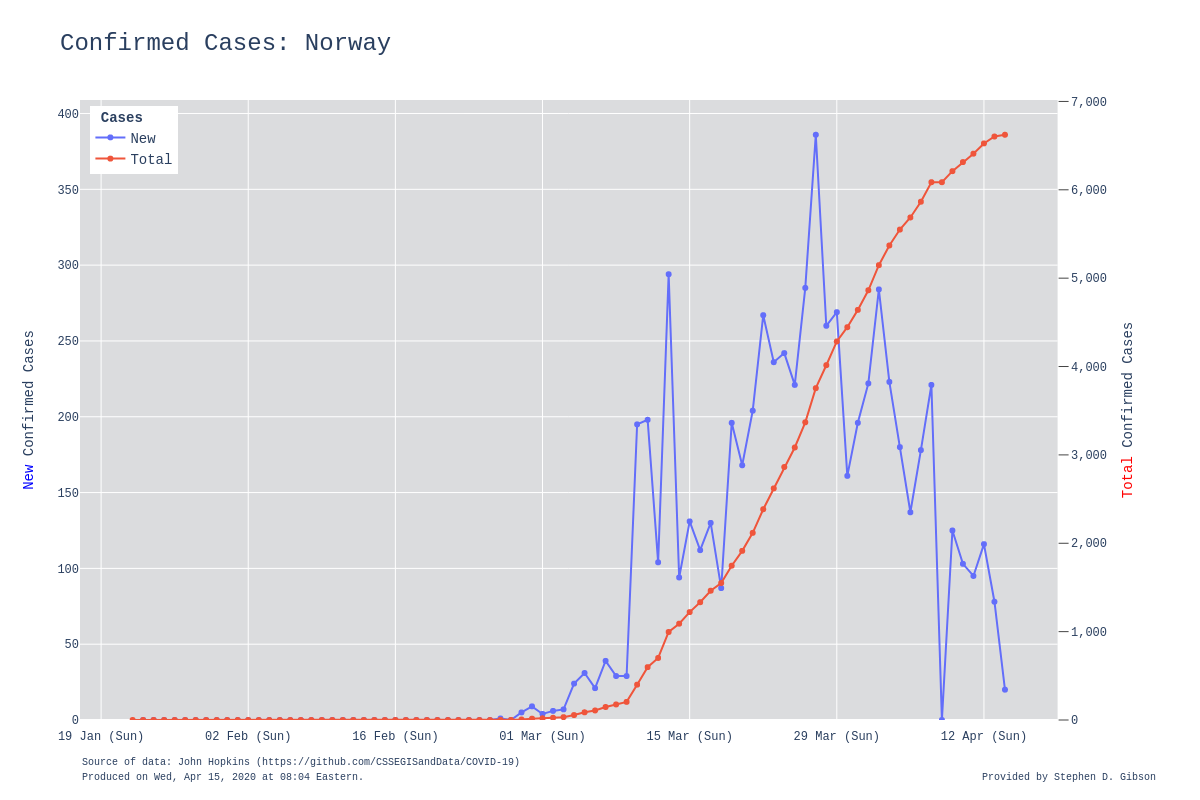 Confirmed Cases: Norway
Cases
New
Total
400
350
300
250
200
150
100
50
0
7,000
6,000
5,000
4,000
3,000
2,000
1,000
0
New Confirmed Cases
Total Confirmed Cases
19 Jan (Sun) 02 Feb (Sun) 16 Feb (Sun) 01 Mar (Sun) 15 Mar (Sun) 29 Mar (Sun) 12 Apr (Sun)
Source of data: John Hopkins (https://github.com/CSSEGISandData/COVID-19)
Produced on Wed, Apr 15, 2020 at 08:04 Eastern.
Provided by Stephen D. Gibson